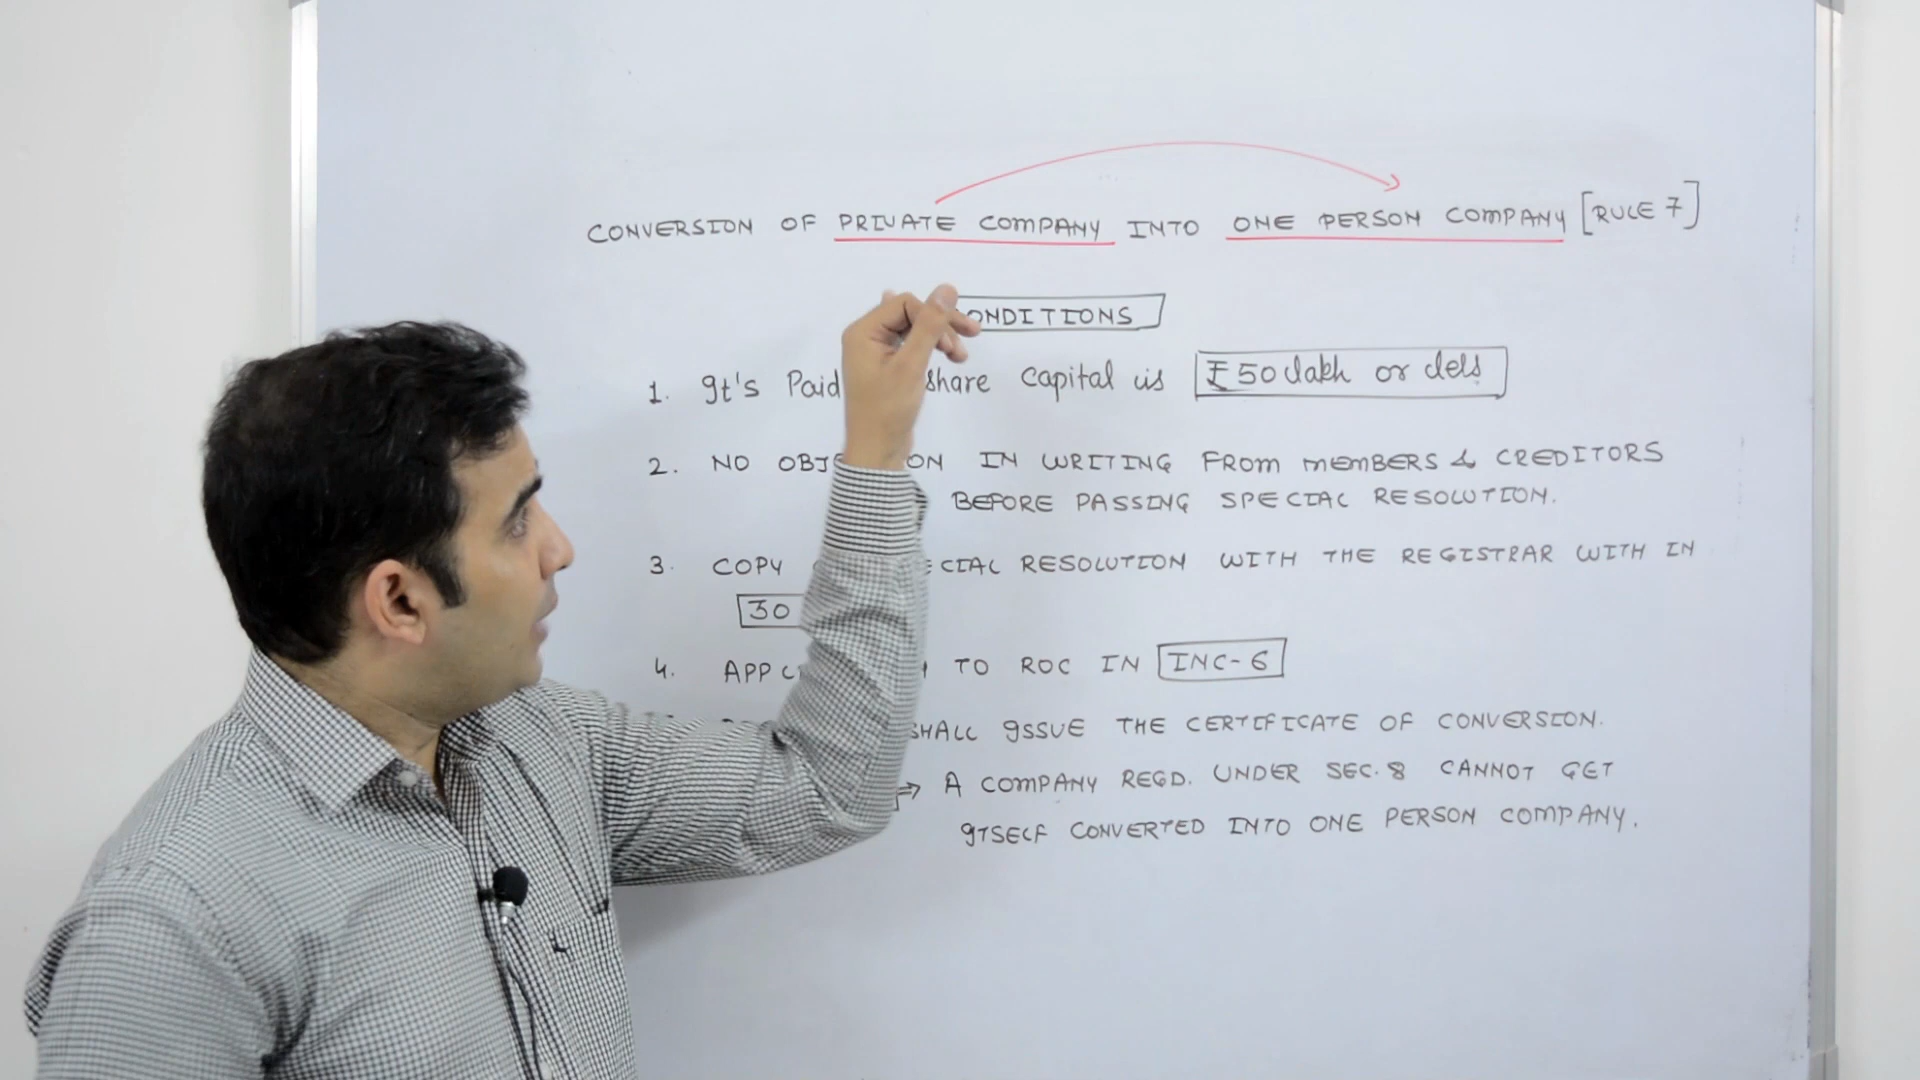 CONVERSION OF PRIVATE COMPANY INTO ONE PERSON COMPANY [RULE 7]
ONDITIONS
1. It's Paid share capital is ₹ 50 lakh or less
2. NO OBJ ON IN WRITING FROM MEMBERS & CREDITORS
BEFORE PASSING SPECIAL RESOLUTION.
3. COPY ECIAL RESOLUTION WITH THE REGISTRAR WITH IN
30
4. APPL TO ROC IN INC-6
SHALL ISSUE THE CERTIFICATE OF CONVERSION.
→ A COMPANY REGD. UNDER SEC. 8 CANNOT GET
ITSELF CONVERTED INTO ONE PERSON COMPANY.